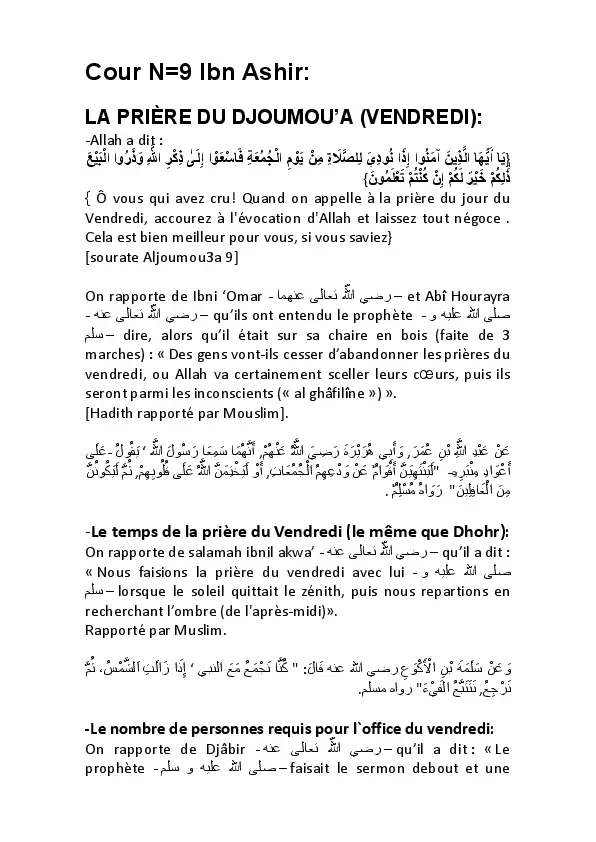 Cour N=9 Ibn Ashir:
LA PRIÈRE DU DJOUMOU’A (VENDREDI):
-Allah a dit :
{يَا أَيُّهَا الَّذِينَ آمَنُوا إِذَا نُودِيَ لِلصَّلَاةِ مِنْ يَوْمِ الْجُمُعَةِ فَاسْعَوْا إِلَىٰ ذِكْرِ اللَّهِ وَذَرُوا الْبَيْعَ
ذَٰلِكُمْ خَيْرٌ لَكُمْ إِنْ كُنْتُمْ تَعْلَمُونَ}
{ Ô vous qui avez cru! Quand on appelle à la prière du jour du
Vendredi, accourez à l'évocation d'Allah et laissez tout négoce .
Cela est bien meilleur pour vous, si vous saviez}
[sourate Aljoumou3a 9]
On rapporte de Ibni ‘Omar - رضي الله تعالى عنهما – et Abî Hourayra
- رضي الله تعالى عنه – qu’ils ont entendu le prophète - صلى الله عليه و
سلم – dire, alors qu’il était sur sa chaire en bois (faite de 3
marches) : « Des gens vont-ils cesser d’abandonner les prières du
vendredi, ou Allah va certainement sceller leurs cœurs, puis ils
seront parmi les inconscients (« al ghâfilîne ») ».
[Hadith rapporté par Mouslim].
عَنْ عَبْدِ اللَّهِ بْنِ عُمَرَ, وَأَبِي هُرَيْرَةَ رَضِيَ اللَّهُ عَنْهُمْ, أَنَّهُمَا سَمِعَا رَسُولَ اللَّهِ ‘ يَقُولُ -عَلَى
أَعْوَادِ مِنْبَرِهِ- "لَيَنْتَهِيَنَّ أَقْوَامٌ عَنْ وَدْعِهِمُ الْجُمُعَاتِ, أَوْ لَيَخْتِمَنَّ اللَّهُ عَلَى قُلُوبِهِمْ, ثُمَّ لَيَكُونُنَّ
مِنَ الْغَافِلِينَ" رَوَاهُ مُسْلِمٌ .
-Le temps de la prière du Vendredi (le même que Dhohr):
On rapporte de salamah ibnil akwa’ - رضي الله تعالى عنه – qu’il a dit :
« Nous faisions la prière du vendredi avec lui - صلى الله عليه و
سلم – lorsque le soleil quittait le zénith, puis nous repartions en
recherchant l’ombre (de l'après-midi)».
Rapporté par Muslim.
وَعَنْ سَلَمَةَ بْنِ الْأَكْوَعِ رضي الله عنه قَالَ: " كُنَّا نَجْمَعُ مَعَ النبي ‘ إِذَا زَالَتِ الشَّمْسُ، ثُمَّ
نَرْجِعُ, نَتَتَبَّعُ الْفَيْءَ" رواه مسلم.
-Le nombre de personnes requis pour l`office du vendredi:
On rapporte de Djâbir - رضي الله تعالى عنه – qu’il a dit : « Le
prophète - صلى الله عليه و سلم – faisait le sermon debout et une